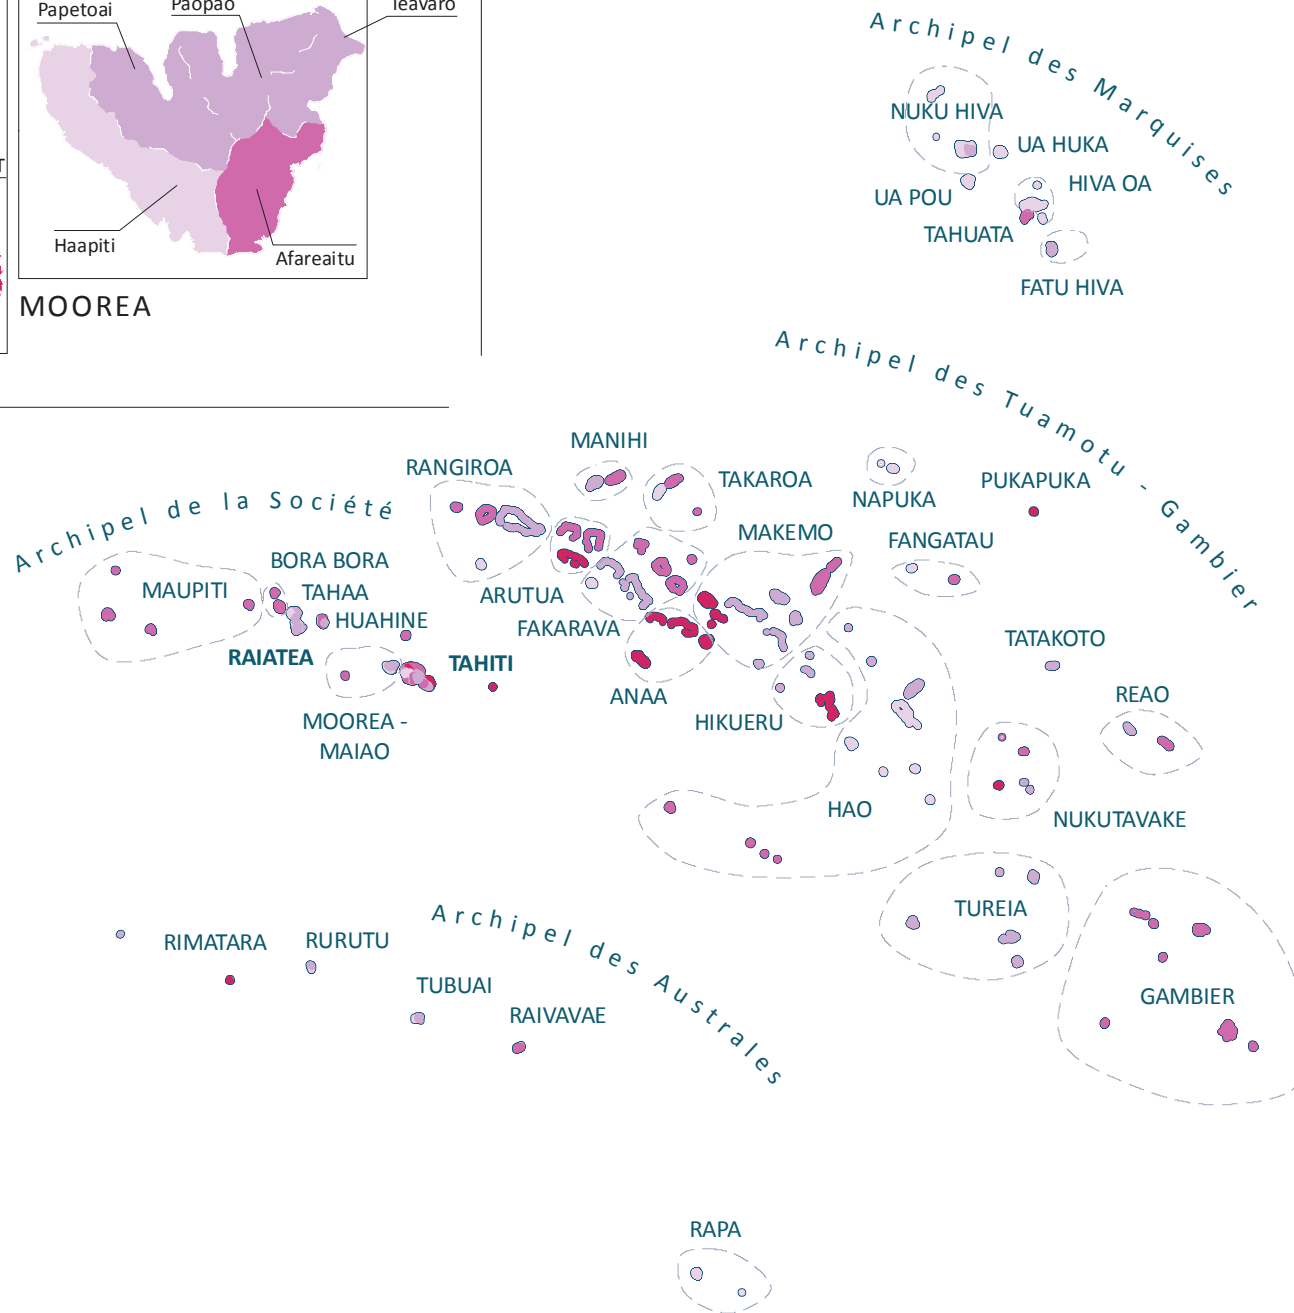 Papetoai
Paopao
Teavaro
Haapiti
Afareaitu
MOOREA
Archipel des Marquises
NUKU HIVA
UA HUKA
HIVA OA
UA POU
TAHUATA
FATU HIVA
Archipel des Tuamotu - Gambier
MANIHI
RANGIROA
TAKAROA
NAPUKA
PUKAPUKA
Archipel de la Société
MAKEMO
FANGATAU
BORA BORA
MAUPITI
TAHAA
ARUTUA
HUAHINE
FAKARAVA
TATAKOTO
RAIATEA
TAHITI
ANAA
REAO
MOOREA -
MAIAO
HIKUERU
HAO
NUKUTAVAKE
TUREIA
Archipel des Australes
RIMATARA
RURUTU
TUBUAI
RAIVAVAE
GAMBIER
RAPA